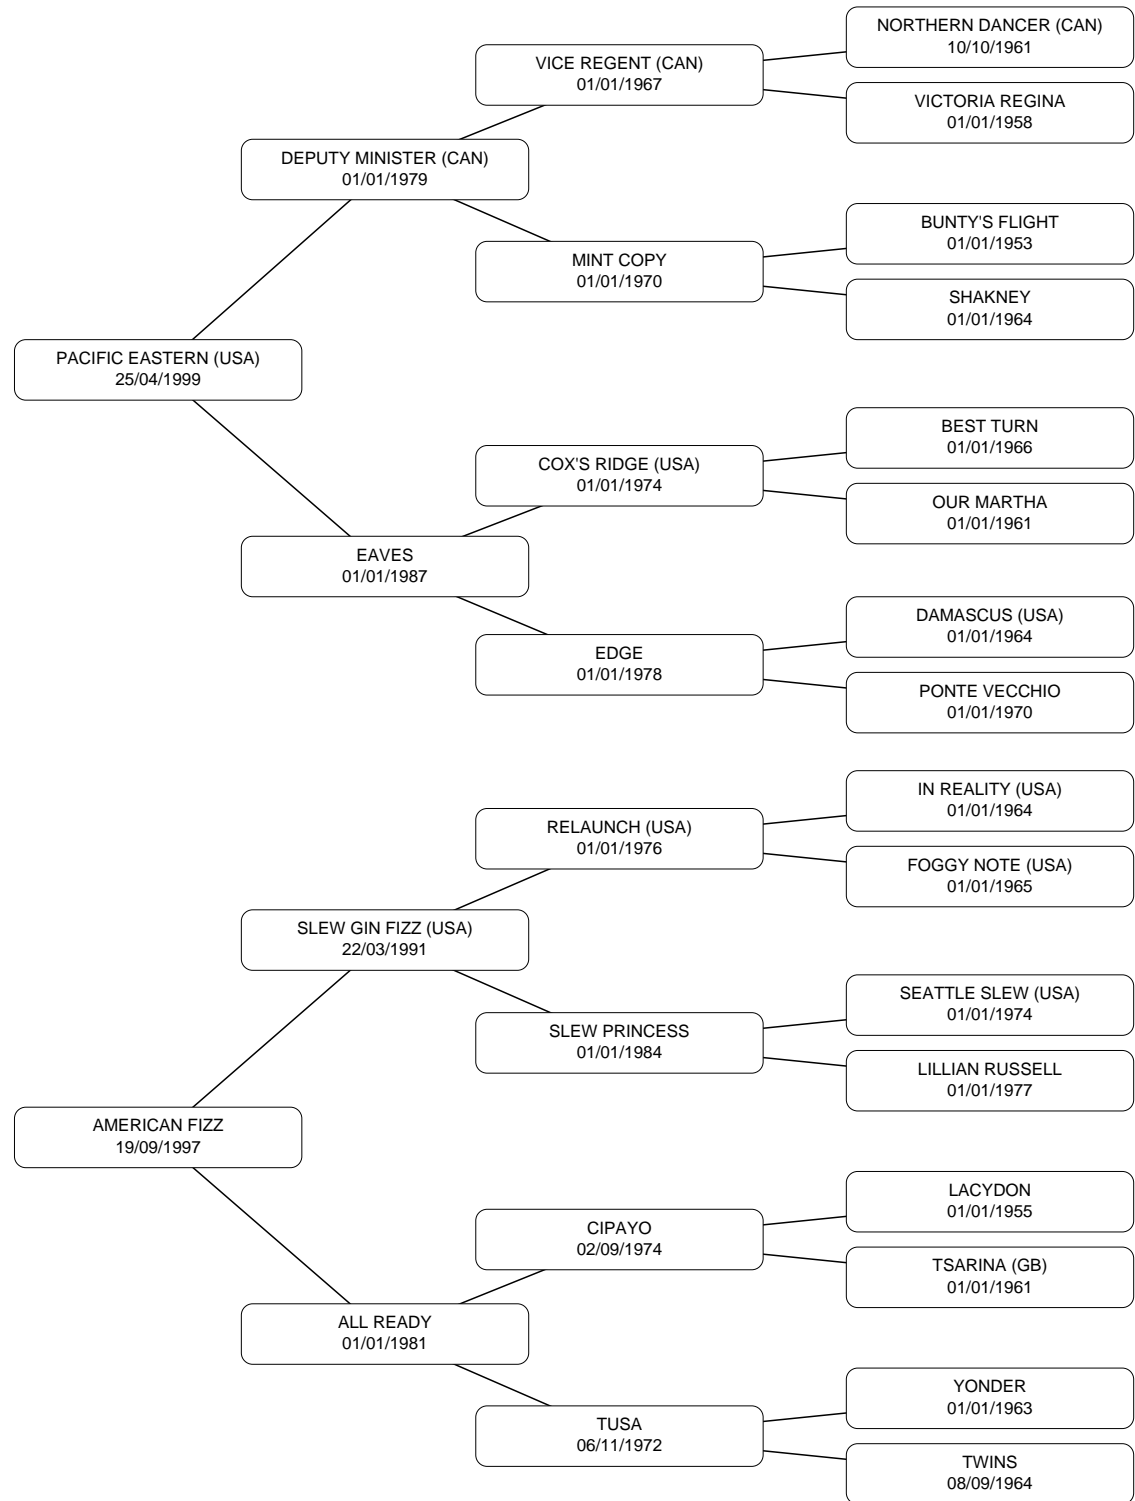 NORTHERN DANCER (CAN)
10/10/1961
VICE REGENT (CAN)
01/01/1967
VICTORIA REGINA
01/01/1958
DEPUTY MINISTER (CAN)
01/01/1979
BUNTY'S FLIGHT
01/01/1953
MINT COPY
01/01/1970
SHAKNEY
01/01/1964
PACIFIC EASTERN (USA)
25/04/1999
BEST TURN
01/01/1966
COX'S RIDGE (USA)
01/01/1974
OUR MARTHA
01/01/1961
EAVES
01/01/1987
DAMASCUS (USA)
01/01/1964
EDGE
01/01/1978
PONTE VECCHIO
01/01/1970
IN REALITY (USA)
01/01/1964
RELAUNCH (USA)
01/01/1976
FOGGY NOTE (USA)
01/01/1965
SLEW GIN FIZZ (USA)
22/03/1991
SEATTLE SLEW (USA)
01/01/1974
SLEW PRINCESS
01/01/1984
LILLIAN RUSSELL
01/01/1977
AMERICAN FIZZ
19/09/1997
LACYDON
01/01/1955
CIPAYO
02/09/1974
TSARINA (GB)
01/01/1961
ALL READY
01/01/1981
YONDER
01/01/1963
TUSA
06/11/1972
TWINS
08/09/1964